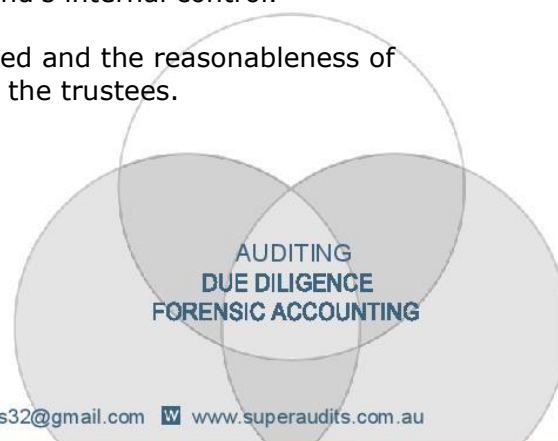 ed and the reasonableness of
the trustees.
AUDITING
DUE DILIGENCE
FORENSIC ACCOUNTING
s32@gmail.com W www.superaudits.com.au